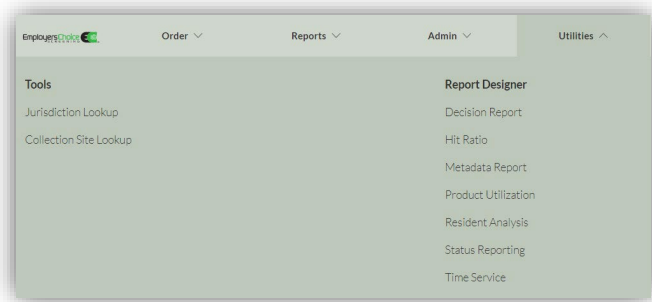 EmployersChoice
SCREENING
Order
Reports
Admin
Utilities
Tools
Jurisdiction Lookup
Collection Site Lookup
Report Designer
Decision Report
Hit Ratio
Metadata Report
Product Utilization
Resident Analysis
Status Reporting
Time Service